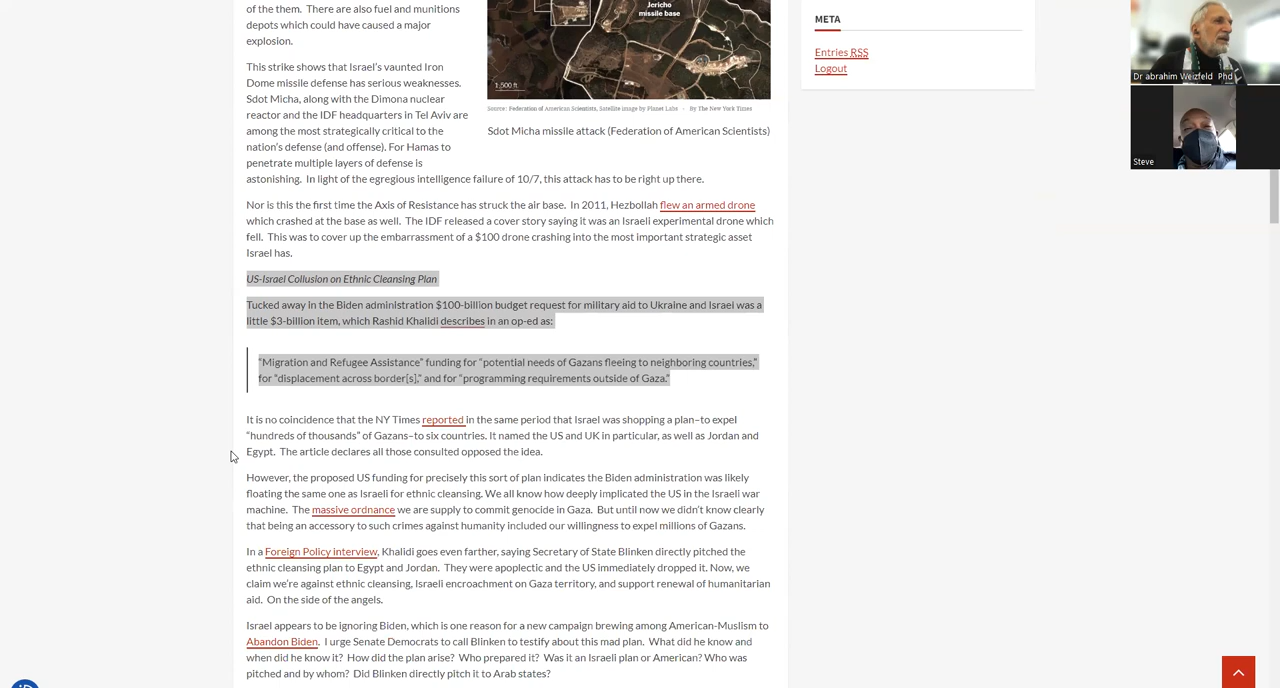 of them.  There are also fuel and munitions
depots which could have caused a major
explosion.
This strike shows that Israel's vaunted Iron
Dome missile defense has serious weaknesses.
Sdot Micha, along with the Dimona nuclear
reactor and the IDF headquarters in Tel Aviv are
among the most strategically critical to the
nation's defense (and offense). For Hamas to
penetrate multiple layers of defense is
astonishing.  In light of the egregious intelligence failure of 10/7, this attack has to be right up there.
Jericho
missile base
1,500 ft
Source: Federation of American Scientists, Satellite image by Planet Labs  •  By The New York Times
Sdot Micha missile attack (Federation of American Scientists)
Nor is this the first time the Axis of Resistance has struck the air base.  In 2011, Hezbollah flew an armed drone
which crashed at the base as well.  The IDF released a cover story saying it was an Israeli experimental drone which
fell.  This was to cover up the embarrassment of a $100 drone crashing into the most important strategic asset
Israel has.
US-Israel Collusion on Ethnic Cleansing Plan
Tucked away in the Biden administration $100-billion budget request for military aid to Ukraine and Israel was a
little $3-billion item, which Rashid Khalidi describes in an op-ed as:
"Migration and Refugee Assistance" funding for "potential needs of Gazans fleeing to neighboring countries,"
for "displacement across border[s]," and for "programming requirements outside of Gaza."
It is no coincidence that the NY Times reported in the same period that Israel was shopping a plan–to expel
"hundreds of thousands" of Gazans–to six countries. It named the US and UK in particular, as well as Jordan and
Egypt.  The article declares all those consulted opposed the idea.
However, the proposed US funding for precisely this sort of plan indicates the Biden administration was likely
floating the same one as Israeli for ethnic cleansing. We all know how deeply implicated the US in the Israeli war
machine.  The massive ordnance we are supply to commit genocide in Gaza.  But until now we didn't know clearly
that being an accessory to such crimes against humanity included our willingness to expel millions of Gazans.
In a Foreign Policy interview, Khalidi goes even farther, saying Secretary of State Blinken directly pitched the
ethnic cleansing plan to Egypt and Jordan.  They were apoplectic and the US immediately dropped it. Now, we
claim we're against ethnic cleansing, Israeli encroachment on Gaza territory, and support renewal of humanitarian
aid.  On the side of the angels.
Israel appears to be ignoring Biden, which is one reason for a new campaign brewing among American-Muslism to
Abandon Biden.  I urge Senate Democrats to call Blinken to testify about this mad plan.  What did he know and
when did he know it?  How did the plan arise?  Who prepared it?  Was it an Israeli plan or American? Who was
pitched and by whom?  Did Blinken directly pitch it to Arab states?
META
Entries RSS
Logout
Dr abrahim Weizfeld  Phd
Steve